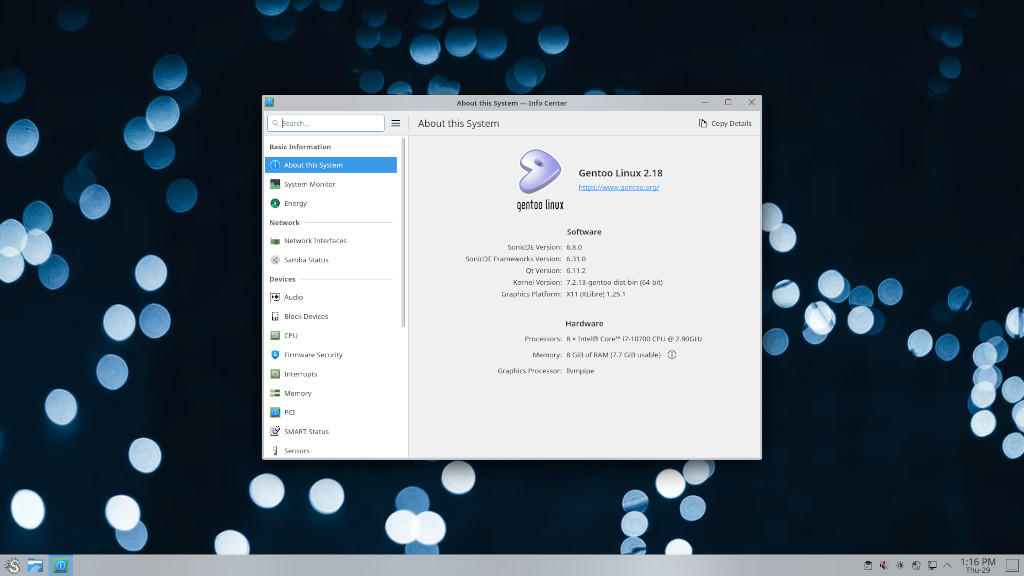 About this System — Info Center
Search...
About this System
Copy Details
Basic Information
About this System
System Monitor
Energy
Network
Network Interfaces
Samba Status
Devices
Audio
Block Devices
CPU
Firmware Security
Interrupts
Memory
PCI
SMART Status
Sensors
gentoo linux
Gentoo Linux 2.18
https://www.gentoo.org/
Software
SonicDE Version: 6.8.0
SonicDE Frameworks Version: 6.31.0
Qt Version: 6.11.2
Kernel Version: 7.2.13-gentoo-dist-bin (64-bit)
Graphics Platform: X11 (XLibre) 1.25.1
Hardware
Processors: 8 × Intel® Core™ i7-10700 CPU @ 2.90GHz
Memory: 8 GiB of RAM (7.7 GiB usable)
Graphics Processor: llvmpipe
1:16 PM
Thu-29